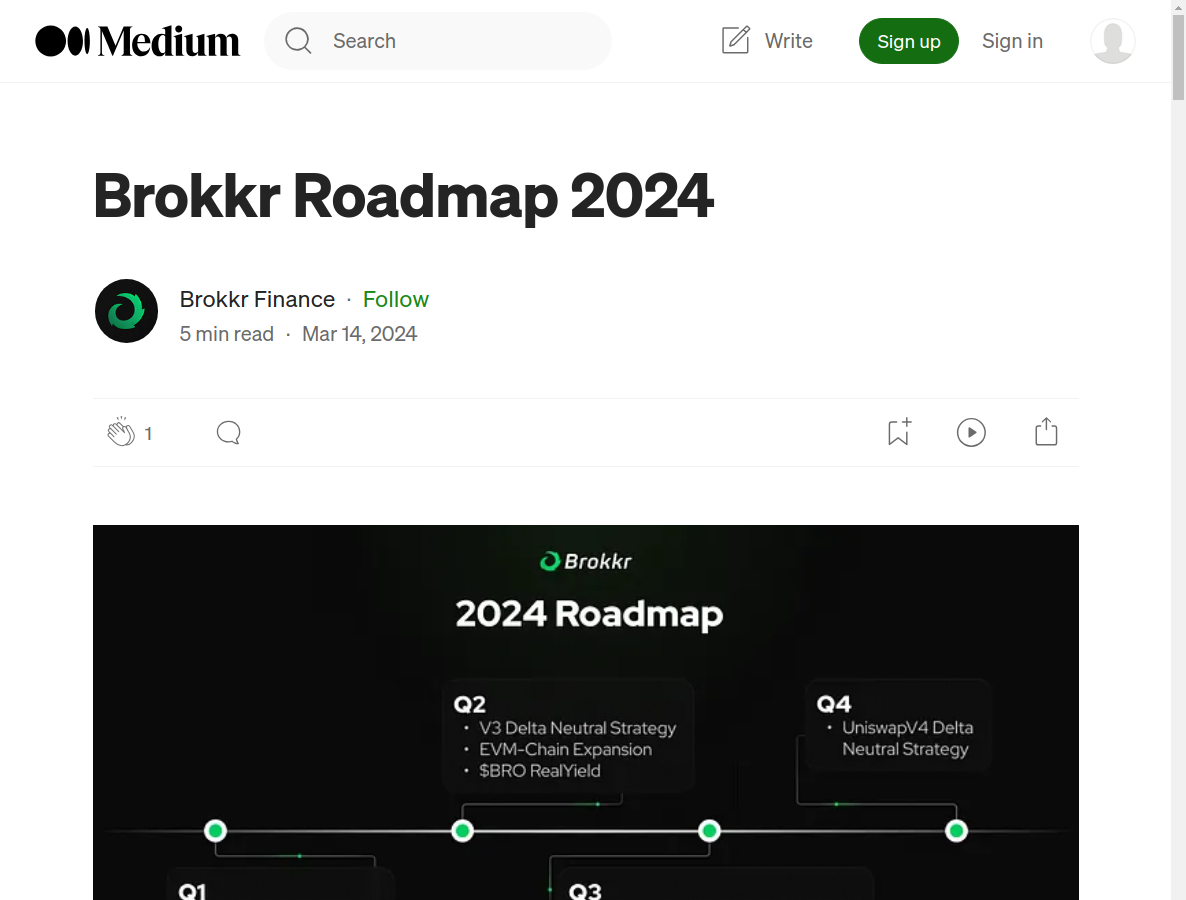 Medium
Search
Write
Sign up
Sign in
Brokkr Roadmap 2024
Brokkr Finance · Follow
5 min read · Mar 14, 2024
1
Brokkr
2024 Roadmap
Q2
• V3 Delta Neutral Strategy
• EVM-Chain Expansion
• $BRO RealYield
Q4
• UniswapV4 Delta
Neutral Strategy
Q1
Q3